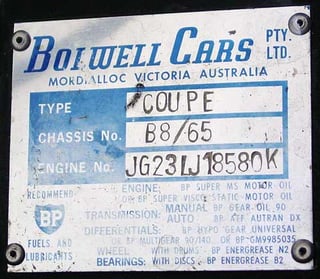 BOLWELL CARS PTY. LTD.
MORDIALLOC VICTORIA AUSTRALIA
TYPE COUPE
CHASSIS No. B8/65
ENGINE No. JG23LJ18580K
RECOMMEND
BP
FUELS, AND
LUBRICANTS
ENGINE: BP SUPER MS MOTOR OIL
OR BP SUPER VISCO-STATIC MOTOR OIL
TRANSMISSION: MANUAL BP GEAR OIL 90
AUTO BP ATF AUTRAN DX
DIFFERENTIALS: BP HYPO GEAR UNIVERSAL
OR BP MULTIGEAR 90/140, OR BP-GM9985035
WHEEL WITH DRUMS - BP ENERGREASE N2
BEARINGS: WITH DISCS - BP ENERGREASE